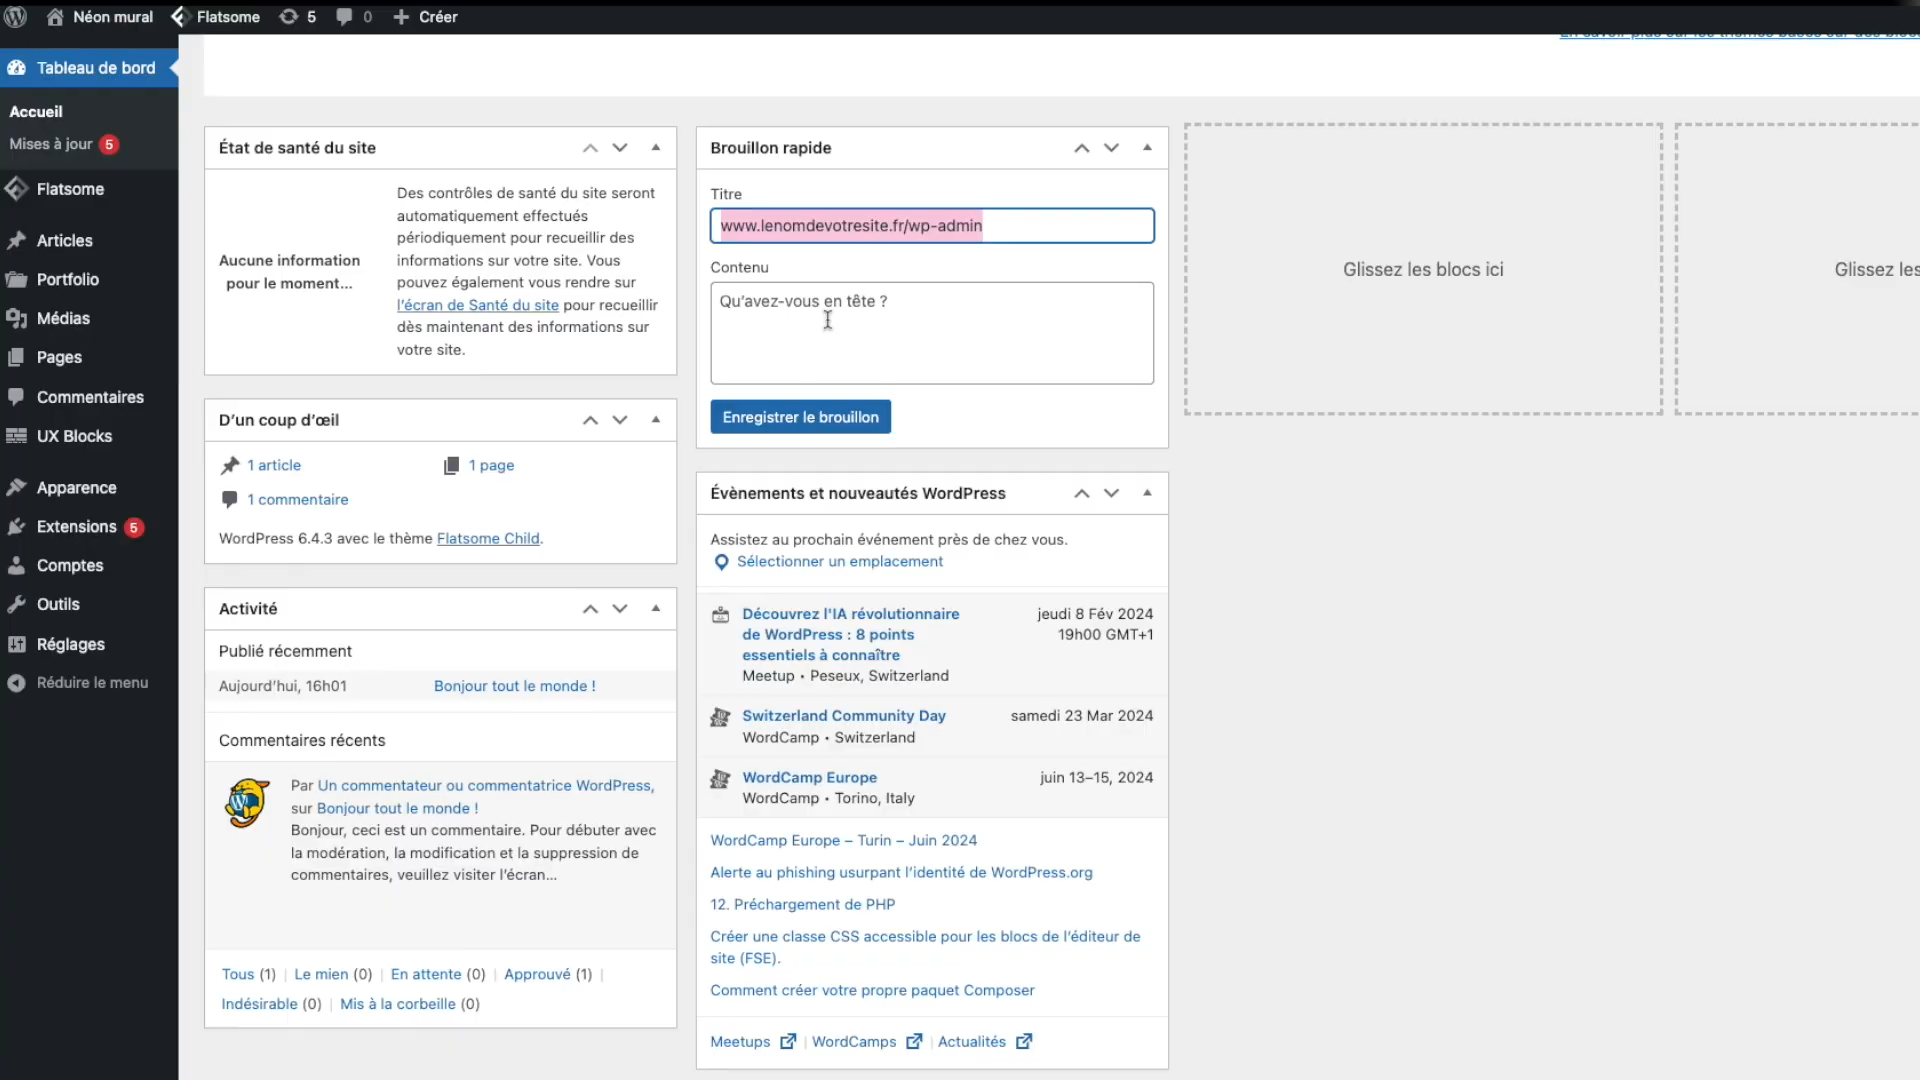 Néon mural
Flatsome
5
0
Créer
Tableau de bord
Accueil
Mises à jour 5
Flatsome
Articles
Portfolio
Médias
Pages
Commentaires
UX Blocks
Apparence
Extensions 5
Comptes
Outils
Réglages
Réduire le menu
En savoir plus sur les thèmes basés sur des blocs
État de santé du site
Aucune information
pour le moment...
Des contrôles de santé du site seront
automatiquement effectués
périodiquement pour recueillir des
informations sur votre site. Vous
pouvez également vous rendre sur
l'écran de Santé du site pour recueillir
dès maintenant des informations sur
votre site.
D'un coup d'œil
1 article
1 page
1 commentaire
WordPress 6.4.3 avec le thème Flatsome Child.
Activité
Publié récemment
Aujourd'hui, 16h01 Bonjour tout le monde !
Commentaires récents
Par Un commentateur ou commentatrice WordPress,
sur Bonjour tout le monde !
Bonjour, ceci est un commentaire. Pour débuter avec
la modération, la modification et la suppression de
commentaires, veuillez visiter l'écran...
Tous (1) | Le mien (0) | En attente (0) | Approuvé (1) |
Indésirable (0) | Mis à la corbeille (0)
Brouillon rapide
Titre
www.lenomdevotresite.fr/wp-admin
Contenu
Qu'avez-vous en tête ?
Enregistrer le brouillon
Évènements et nouveautés WordPress
Assistez au prochain événement près de chez vous.
Sélectionner un emplacement
Découvrez l'IA révolutionnaire
de WordPress : 8 points
essentiels à connaître
Meetup • Peseux, Switzerland
jeudi 8 Fév 2024
19h00 GMT+1
Switzerland Community Day
WordCamp • Switzerland
samedi 23 Mar 2024
WordCamp Europe
WordCamp • Torino, Italy
juin 13–15, 2024
WordCamp Europe – Turin – Juin 2024
Alerte au phishing usurpant l'identité de WordPress.org
12. Préchargement de PHP
Créer une classe CSS accessible pour les blocs de l'éditeur de
site (FSE).
Comment créer votre propre paquet Composer
Meetups | WordCamps | Actualités
Glissez les blocs ici
Glissez les